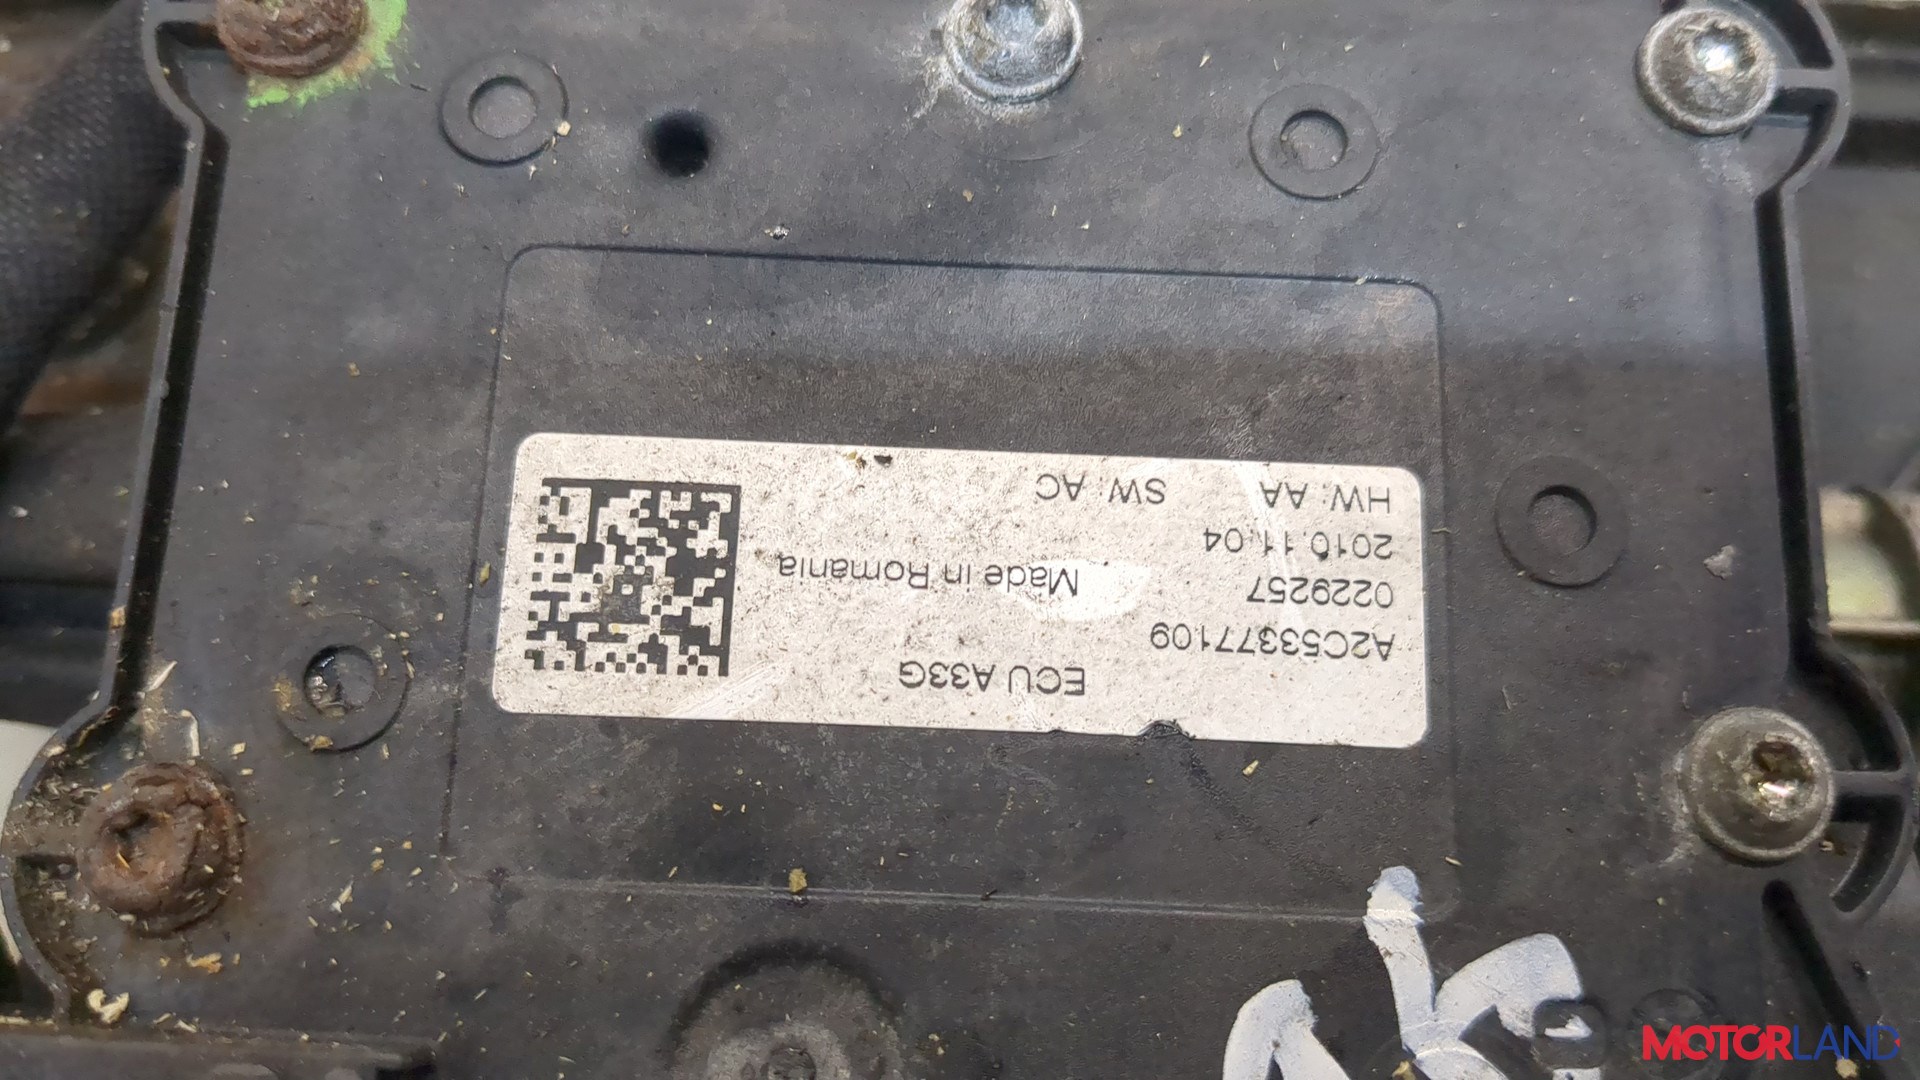 ECU A33G
A2C53377109
0229257
Made in Romania
2010.11.04
HW: AA SW: AC
MOTORLAND